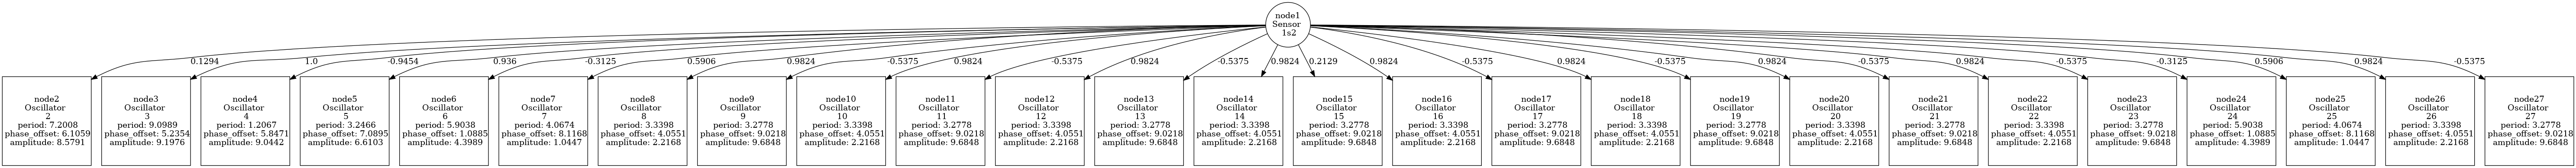 node1
Sensor
1s2
0.1294
1.0
-0.9454
0.936
-0.3125
0.5906
0.9824
-0.5375
0.9824
-0.5375
0.9824
-0.5375
0.9824
0.2129
0.9824
-0.5375
0.9824
-0.5375
0.9824
-0.5375
0.9824
-0.5375
-0.3125
0.5906
0.9824
-0.5375
node2
Oscillator
2
period: 7.2008
phase_offset: 6.1059
amplitude: 8.5791
node3
Oscillator
3
period: 9.0989
phase_offset: 5.2354
amplitude: 9.1976
node4
Oscillator
4
period: 1.2067
phase_offset: 5.8471
amplitude: 9.0442
node5
Oscillator
5
period: 3.2466
phase_offset: 7.0895
amplitude: 6.6103
node6
Oscillator
6
period: 5.9038
phase_offset: 1.0885
amplitude: 4.3989
node7
Oscillator
7
period: 4.0674
phase_offset: 8.1168
amplitude: 1.0447
node8
Oscillator
8
period: 3.3398
phase_offset: 4.0551
amplitude: 2.2168
node9
Oscillator
9
period: 3.2778
phase_offset: 9.0218
amplitude: 9.6848
node10
Oscillator
10
period: 3.3398
phase_offset: 4.0551
amplitude: 2.2168
node11
Oscillator
11
period: 3.2778
phase_offset: 9.0218
amplitude: 9.6848
node12
Oscillator
12
period: 3.3398
phase_offset: 4.0551
amplitude: 2.2168
node13
Oscillator
13
period: 3.2778
phase_offset: 9.0218
amplitude: 9.6848
node14
Oscillator
14
period: 3.3398
phase_offset: 4.0551
amplitude: 2.2168
node15
Oscillator
15
period: 3.2778
phase_offset: 9.0218
amplitude: 9.6848
node16
Oscillator
16
period: 3.3398
phase_offset: 4.0551
amplitude: 2.2168
node17
Oscillator
17
period: 3.2778
phase_offset: 9.0218
amplitude: 9.6848
node18
Oscillator
18
period: 3.3398
phase_offset: 4.0551
amplitude: 2.2168
node19
Oscillator
19
period: 3.2778
phase_offset: 9.0218
amplitude: 9.6848
node20
Oscillator
20
period: 3.3398
phase_offset: 4.0551
amplitude: 2.2168
node21
Oscillator
21
period: 3.2778
phase_offset: 9.0218
amplitude: 9.6848
node22
Oscillator
22
period: 3.3398
phase_offset: 4.0551
amplitude: 2.2168
node23
Oscillator
23
period: 3.2778
phase_offset: 9.0218
amplitude: 9.6848
node24
Oscillator
24
period: 5.9038
phase_offset: 1.0885
amplitude: 4.3989
node25
Oscillator
25
period: 4.0674
phase_offset: 8.1168
amplitude: 1.0447
node26
Oscillator
26
period: 3.3398
phase_offset: 4.0551
amplitude: 2.2168
node27
Oscillator
27
period: 3.2778
phase_offset: 9.0218
amplitude: 9.6848